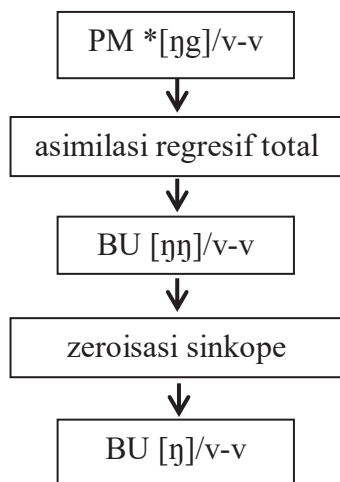 PM *[ŋg]/v-v
asimilasi regresif total
BU [ŋŋ]/v-v
zeroisasi sinkope
BU [ŋ]/v-v